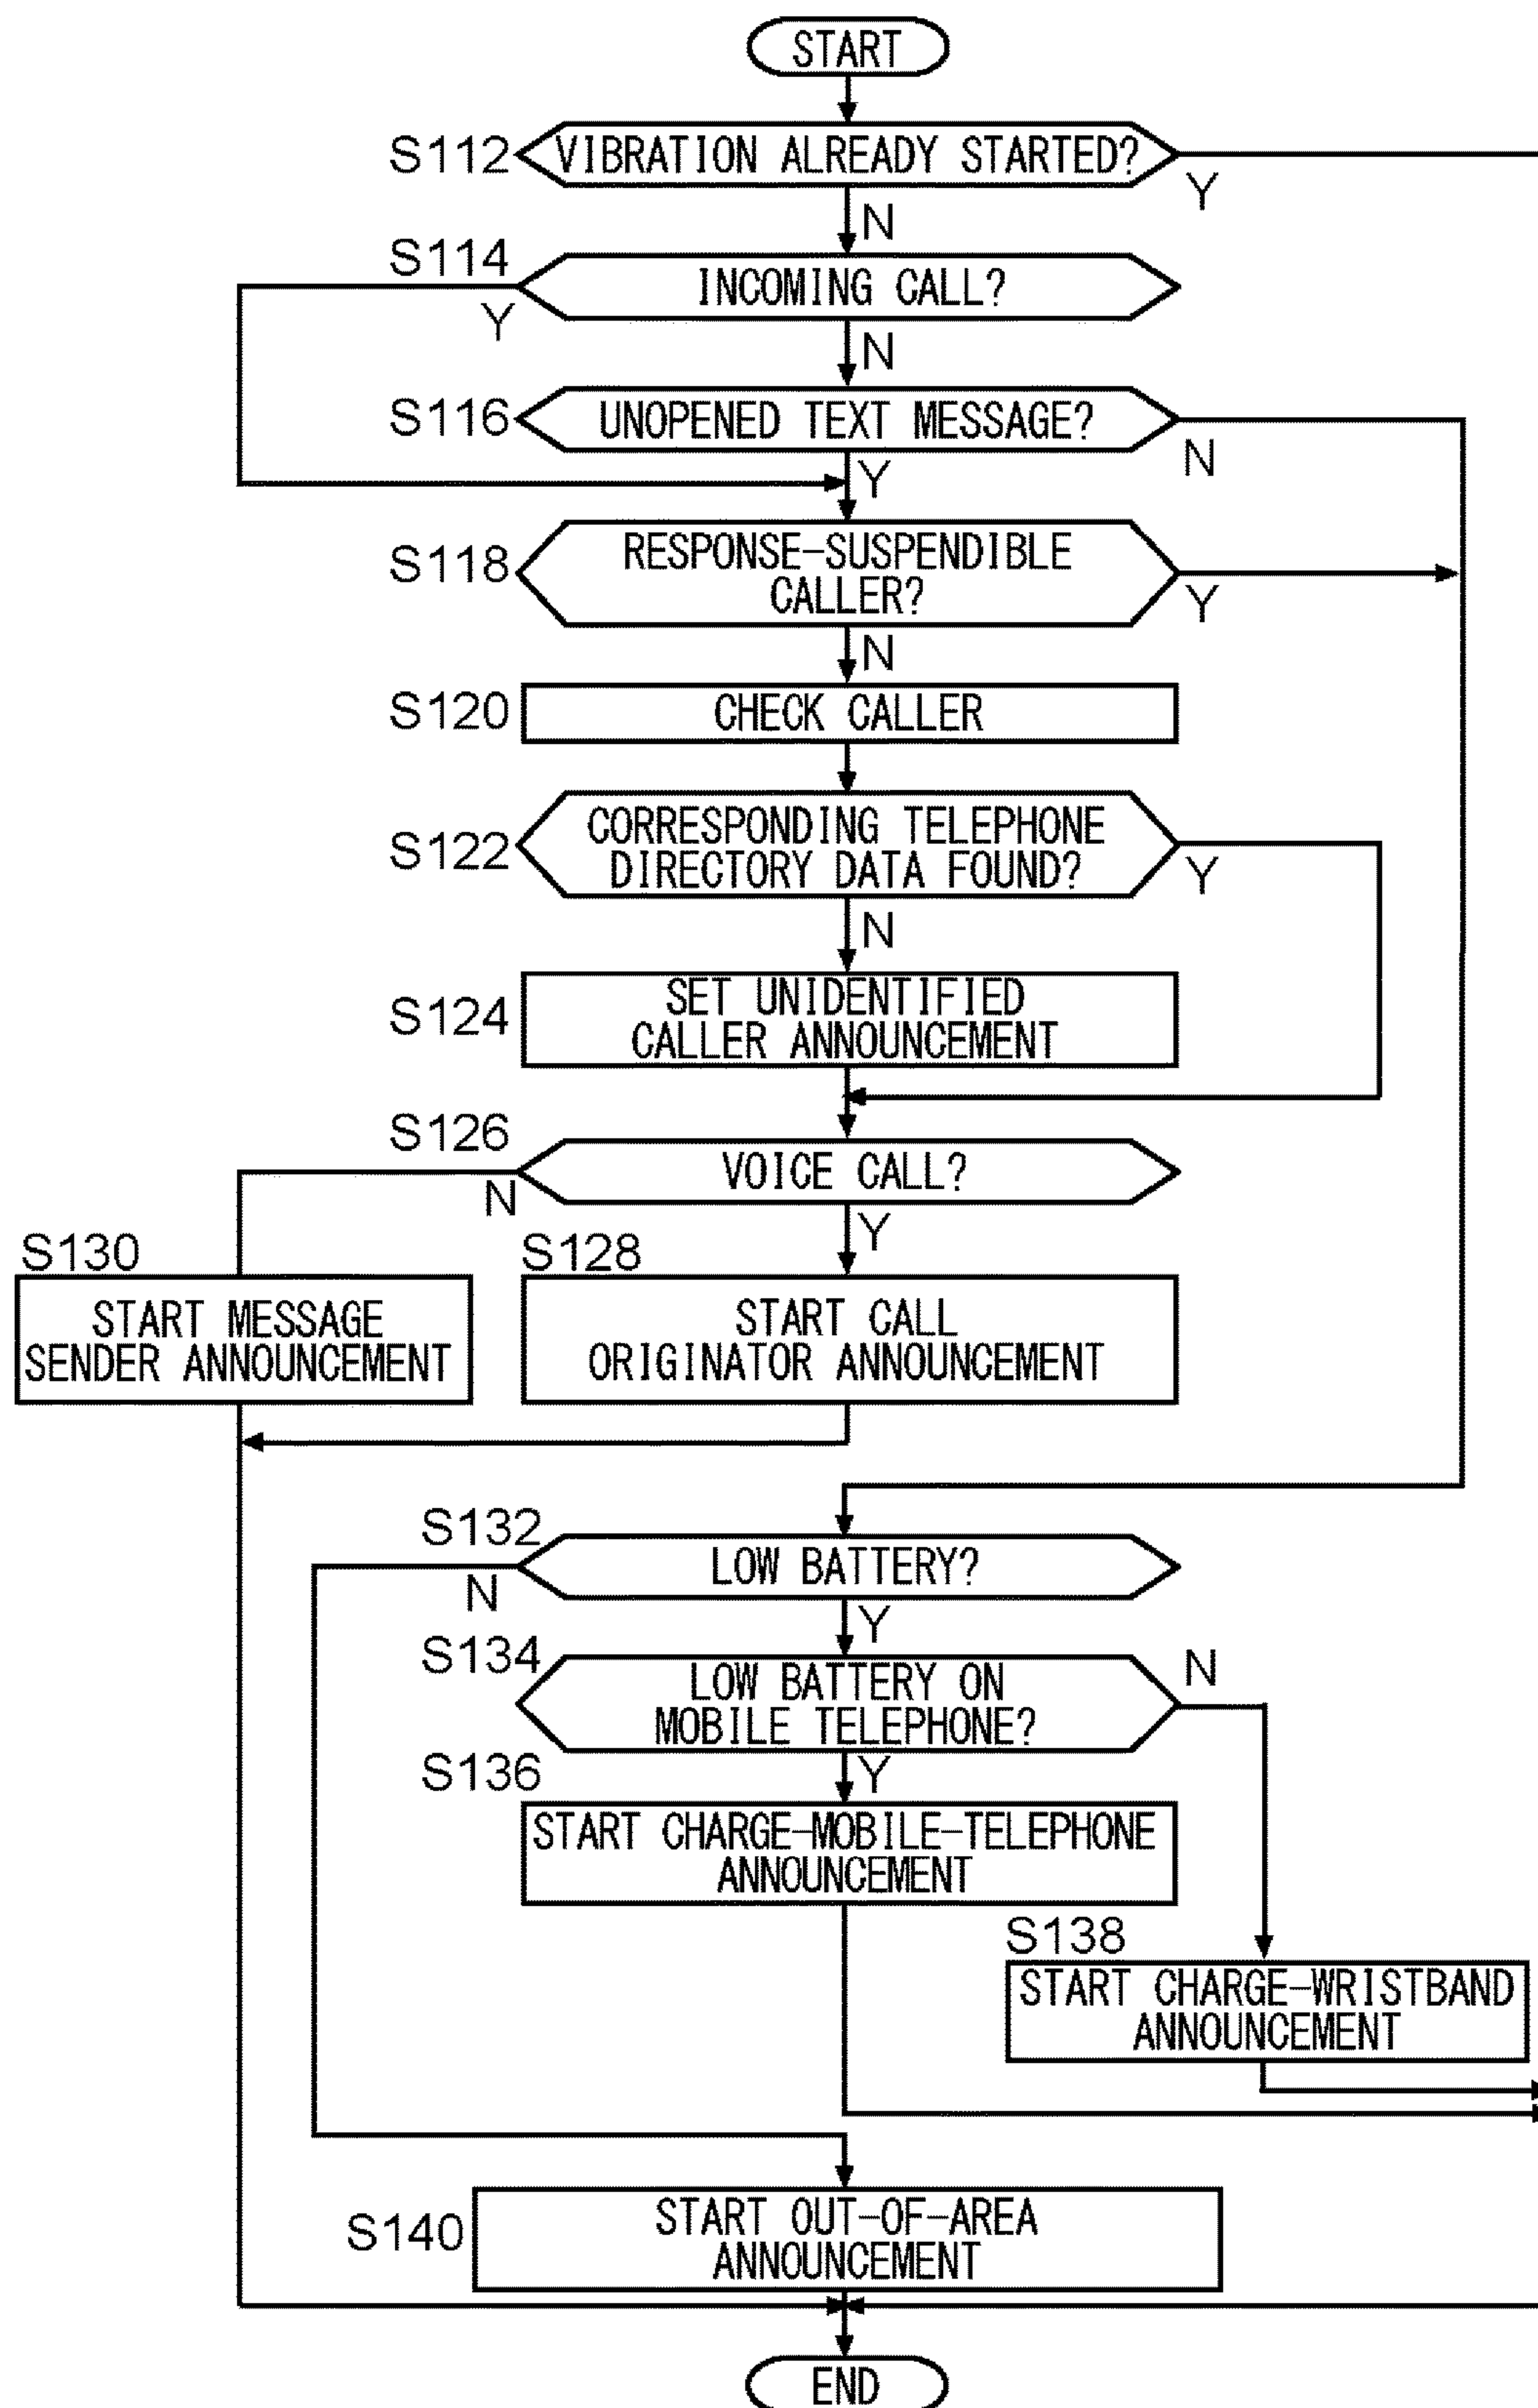 START
S112
VIBRATION ALREADY STARTED?
Y
N
S114
INCOMING CALL?
Y
N
S116
UNOPENED TEXT MESSAGE?
N
Y
S118
RESPONSE-SUSPENDIBLE
CALLER?
Y
N
S120
CHECK CALLER
S122
CORRESPONDING TELEPHONE
DIRECTORY DATA FOUND?
Y
N
S124
SET UNIDENTIFIED
CALLER ANNOUNCEMENT
S126
VOICE CALL?
N
Y
S130
START MESSAGE
SENDER ANNOUNCEMENT
S128
START CALL
ORIGINATOR ANNOUNCEMENT
S132
LOW BATTERY?
N
Y
S134
LOW BATTERY ON
MOBILE TELEPHONE?
N
Y
S136
START CHARGE-MOBILE-TELEPHONE
ANNOUNCEMENT
S138
START CHARGE-WRISTBAND
ANNOUNCEMENT
S140
START OUT-OF-AREA
ANNOUNCEMENT
END